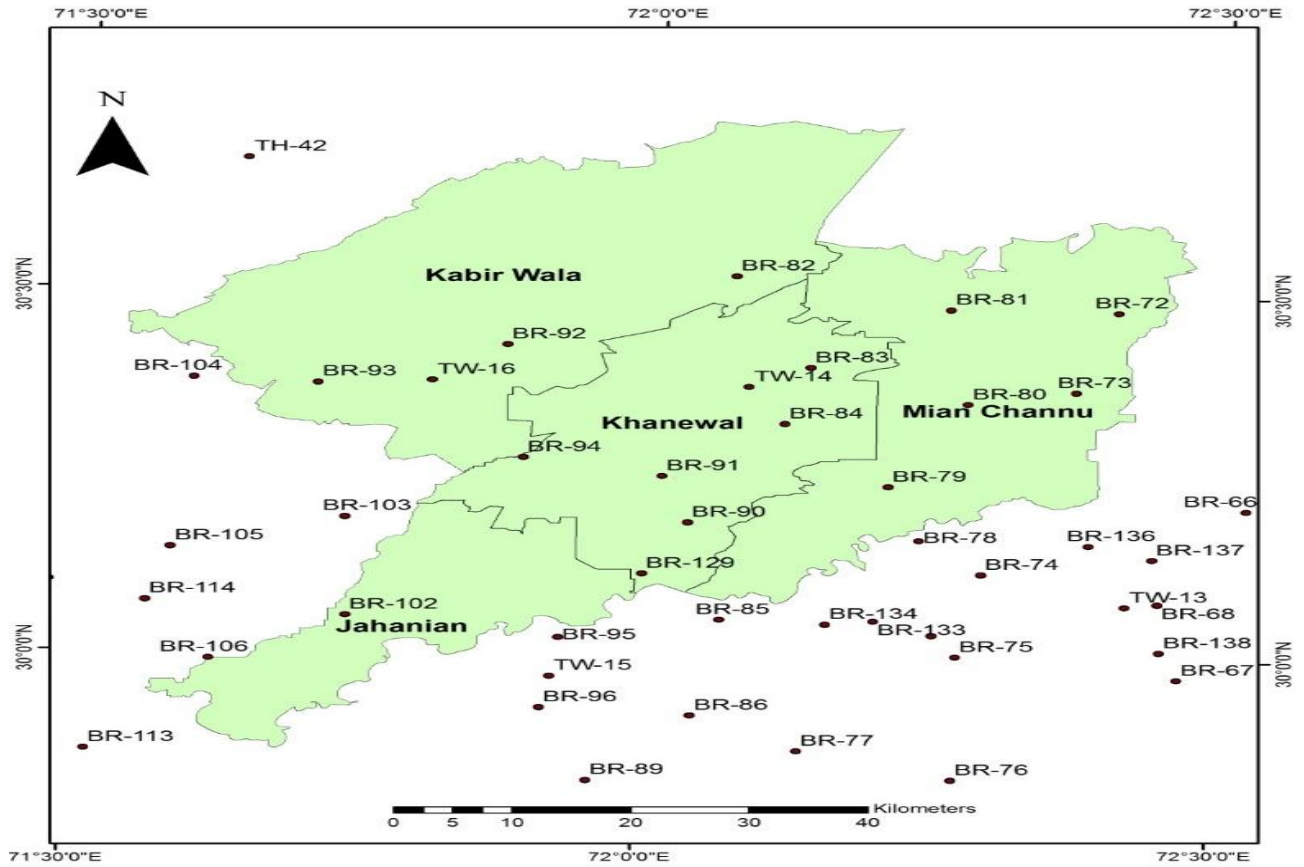 71°30'0"E 72°0'0"E 72°30'0"E
N
TH-42
Kabir Wala
BR-82
30°30'0"N
30°30'0"N
BR-81
BR-72
BR-92
BR-104
BR-93
TW-16
BR-83
TW-14
BR-73
BR-80
Mian Channu
Khanewal
BR-84
BR-94
BR-91
BR-79
BR-103
BR-90
BR-66
BR-105
BR-78
BR-136
BR-137
BR-129
BR-74
BR-114
BR-102
Jahanian
BR-85
BR-134
BR-133
TW-13
BR-68
BR-106
BR-95
BR-75
BR-138
30°0'0"N
30°0'0"N
TW-15
BR-67
BR-96
BR-86
BR-113
BR-77
BR-89
BR-76
Kilometers
0 5 10 20 30 40
71°30'0"E 72°0'0"E 72°30'0"E